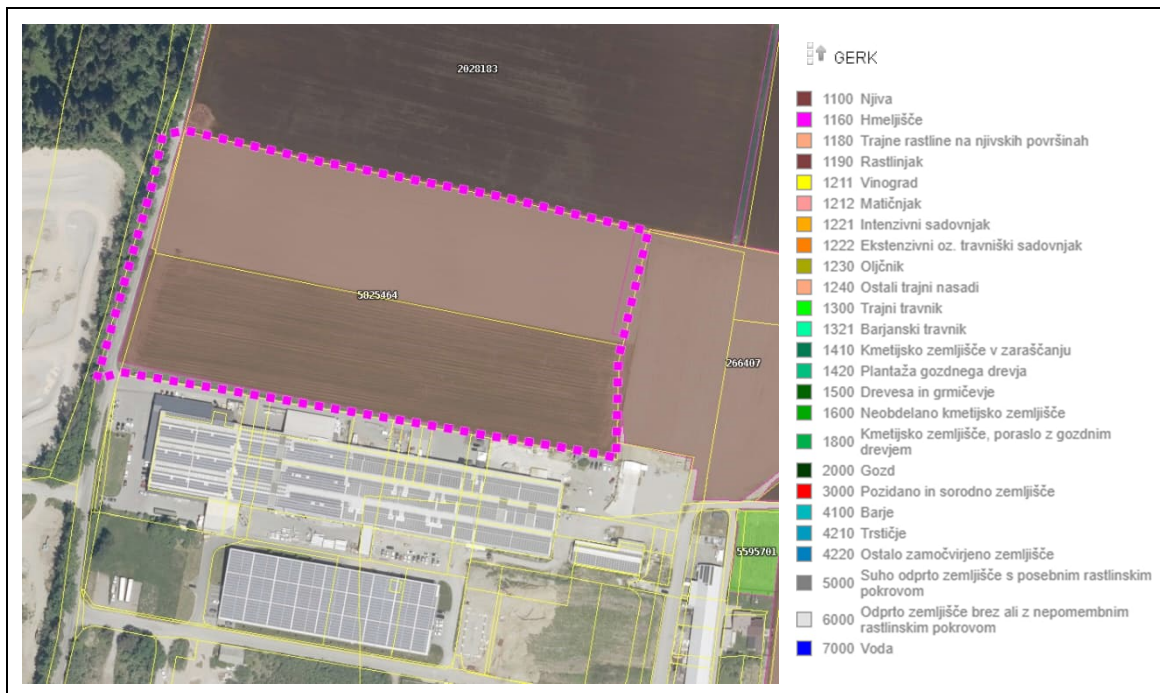 2028183
5825464
266407
5595701
GERK
1100 Njiva
1160 Hmeljišče
1180 Trajne rastline na njivskih površinah
1190 Rastlinjak
1211 Vinograd
1212 Matičnjak
1221 Intenzivni sadovnjak
1222 Ekstenzivni oz. travniški sadovnjak
1230 Oljčnik
1240 Ostali trajni nasadi
1300 Trajni travnik
1321 Barjanski travnik
1410 Kmetijsko zemljišče v zaraščanju
1420 Plantaža gozdnega drevja
1500 Drevesa in grmičevje
1600 Neobdelano kmetijsko zemljišče
1800 Kmetijsko zemljišče, poraslo z gozdnim
drevjem
2000 Gozd
3000 Pozidano in sorodno zemljišče
4100 Barje
4210 Trstičje
4220 Ostalo zamočvirjeno zemljišče
5000 Suho odprto zemljišče s posebnim rastlinskim
pokrovom
6000 Odprto zemljišče brez ali z nepomembnim
rastlinskim pokrovom
7000 Voda